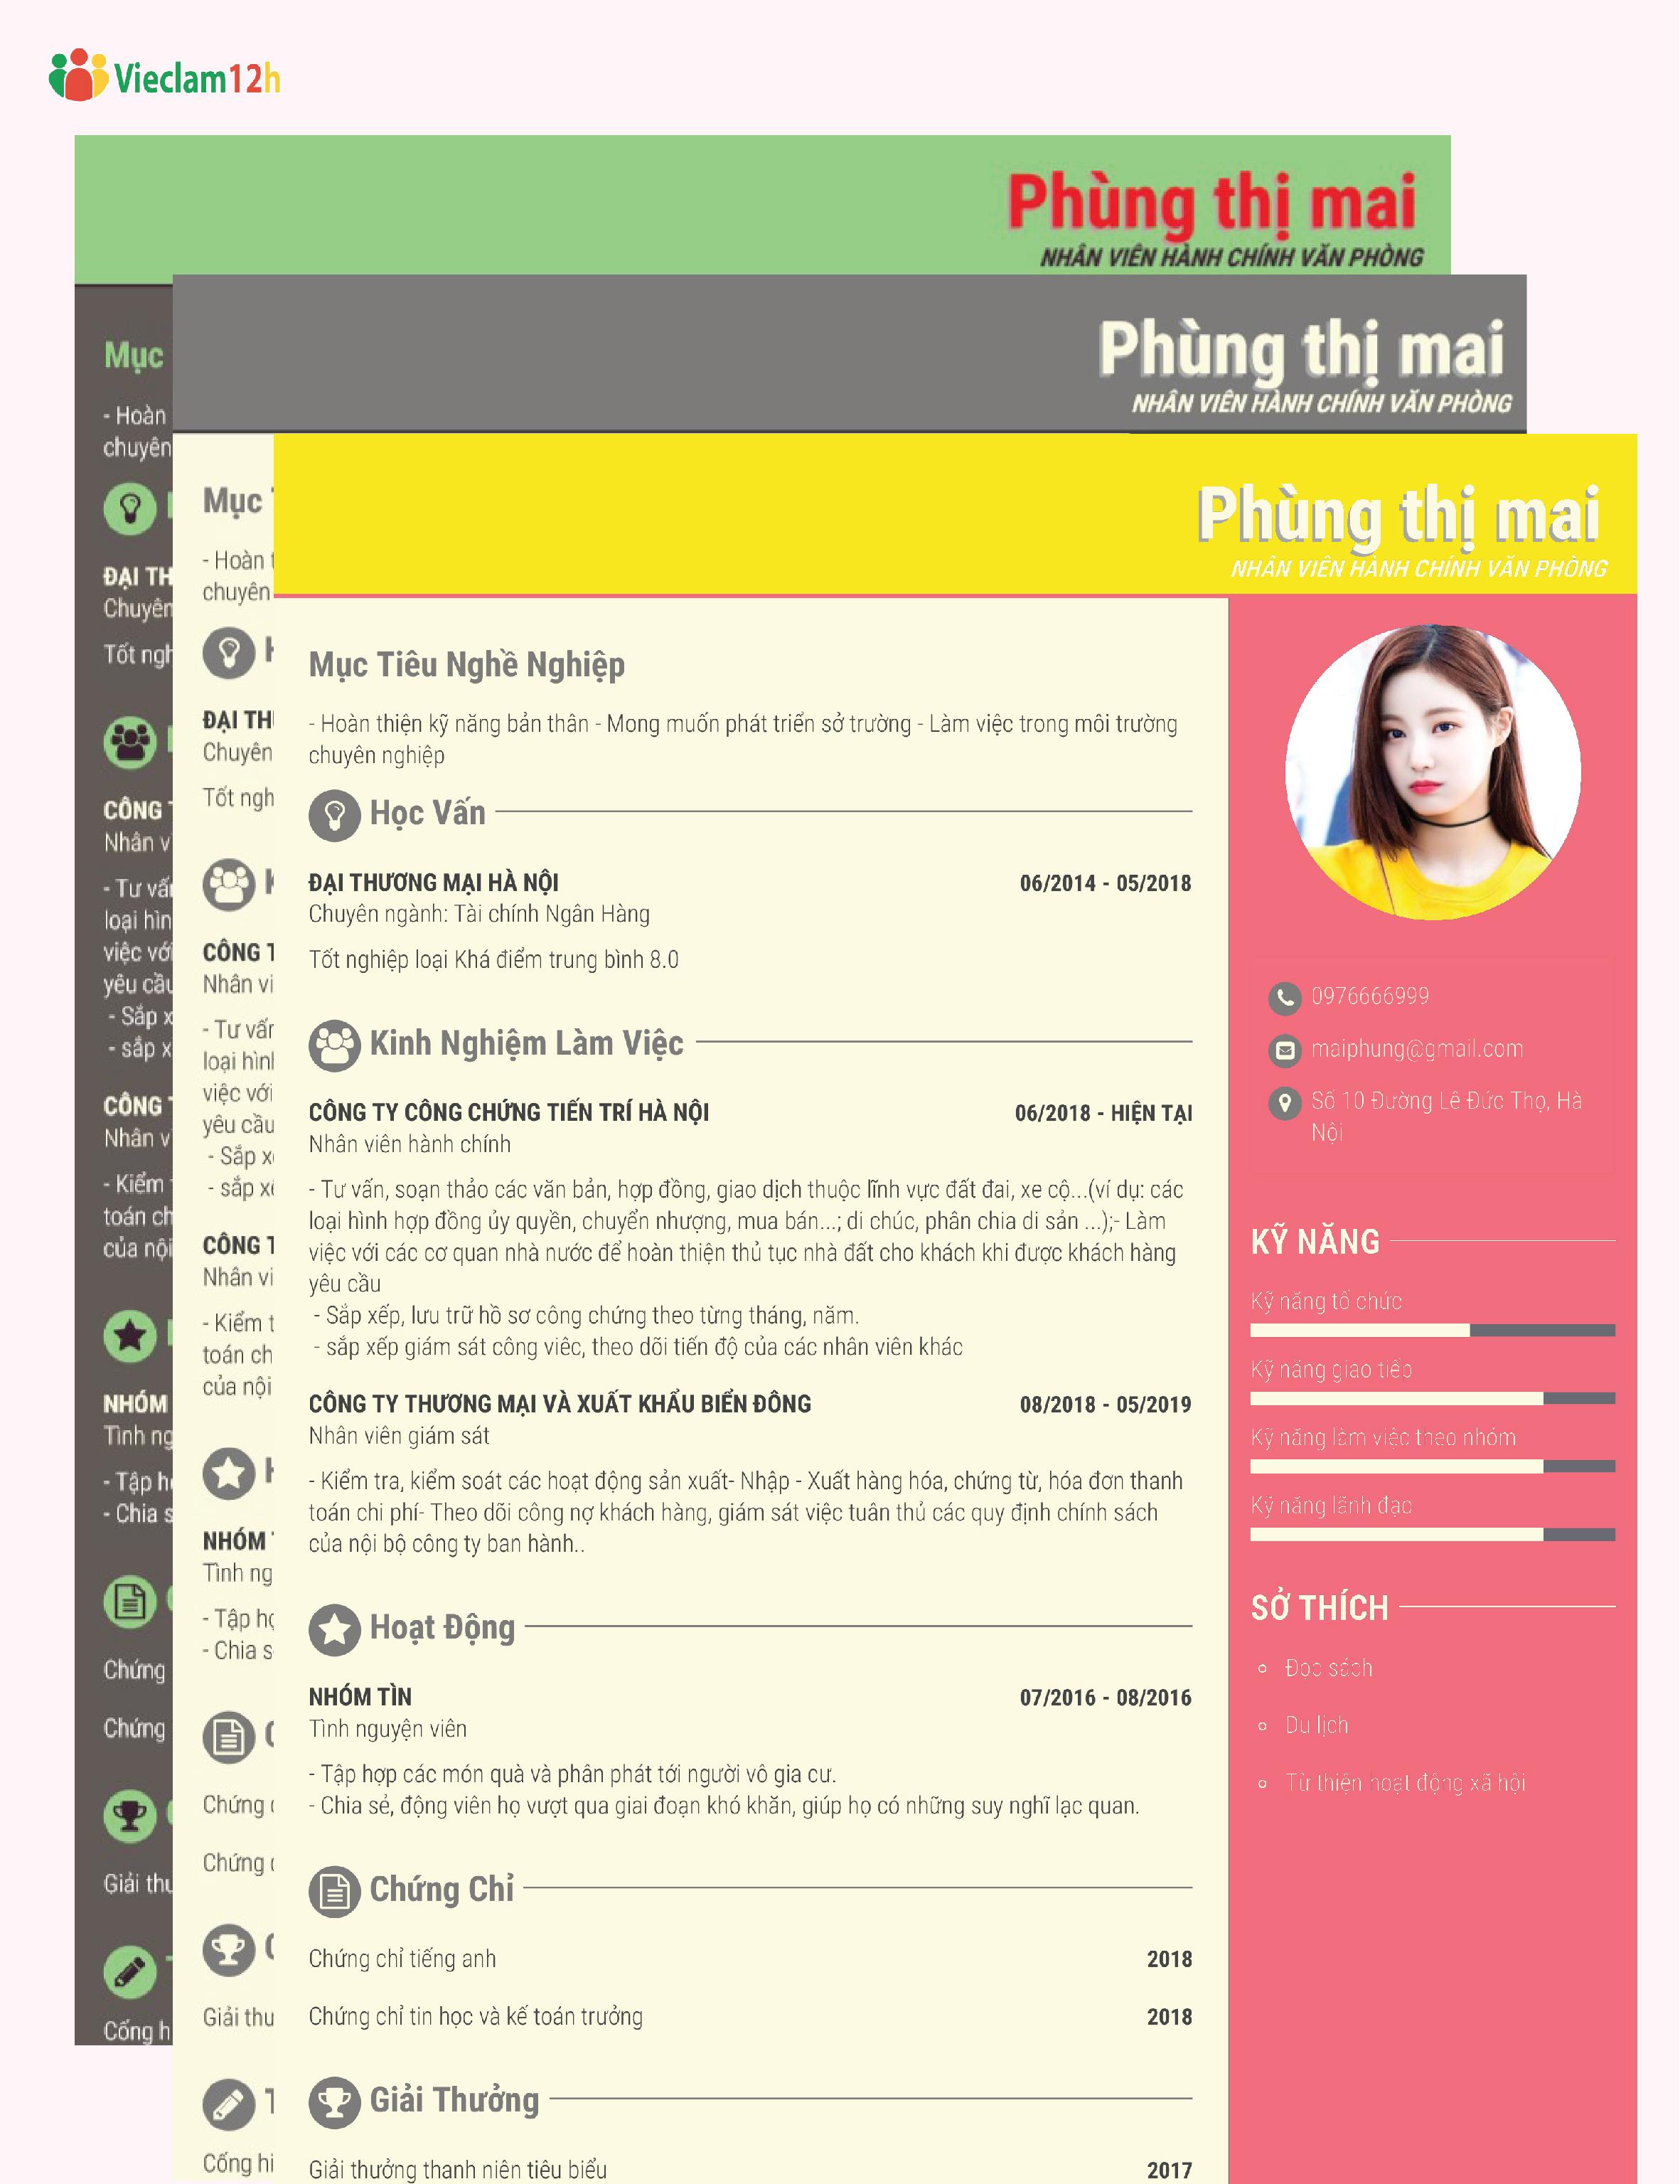 Vieclam12h
Phùng thị mai
NHÂN VIÊN HÀNH CHÍNH VĂN PHÒNG
Phùng thị mai
NHÂN VIÊN HÀNH CHÍNH VĂN PHÒNG
Phùng thị mai
NHÂN VIÊN HÀNH CHÍNH VĂN PHÒNG
Mục
- Hoàn
chuyên
ĐẠI TH
Chuyên
Tốt ngh
CÔNG
Nhân v
- Tư vấ
loại hìn
việc với
yêu cầu
- Sắp x
- sắp x
CÔNG
Nhân v
- Kiểm
toán ch
của nội
NHÓM
Tình ng
- Tập h
- Chia s
Chứng
Chứng
Giải thư
Cống h
Mục
- Hoàn
chuyên
ĐẠI TH
Chuyên
Tốt ngh
CÔNG T
Nhân vi
- Tư vấn
loại hình
việc với
yêu cầu
- Sắp x
- sắp x
CÔNG T
Nhân vi
- Kiểm t
toán ch
của nội
NHÓM
Tình ng
- Tập hợ
- Chia s
Chứng
Chứng
Giải thư
Cống hi
Mục Tiêu Nghề Nghiệp
- Hoàn thiện kỹ năng bản thân - Mong muốn phát triển sở trường - Làm việc trong môi trường
chuyên nghiệp
Học Vấn
ĐẠI THƯƠNG MẠI HÀ NỘI 06/2014 - 05/2018
Chuyên ngành: Tài chính Ngân Hàng
Tốt nghiệp loại Khá điểm trung bình 8.0
Kinh Nghiệm Làm Việc
CÔNG TY CÔNG CHỨNG TIẾN TRÍ HÀ NỘI 06/2018 - HIỆN TẠI
Nhân viên hành chính
- Tư vấn, soạn thảo các văn bản, hợp đồng, giao dịch thuộc lĩnh vực đất đai, xe cộ...(ví dụ: các
loại hình hợp đồng ủy quyền, chuyển nhượng, mua bán...; di chúc, phân chia di sản ...);- Làm
việc với các cơ quan nhà nước để hoàn thiện thủ tục nhà đất cho khách khi được khách hàng
yêu cầu
- Sắp xếp, lưu trữ hồ sơ công chứng theo từng tháng, năm.
- sắp xếp giám sát công viêc, theo dõi tiến độ của các nhân viên khác
CÔNG TY THƯƠNG MẠI VÀ XUẤT KHẨU BIỂN ĐÔNG 08/2018 - 05/2019
Nhân viên giám sát
- Kiểm tra, kiểm soát các hoạt động sản xuất- Nhập - Xuất hàng hóa, chứng từ, hóa đơn thanh
toán chi phí- Theo dõi công nợ khách hàng, giám sát việc tuân thủ các quy định chính sách
của nội bộ công ty ban hành..
Hoạt Động
NHÓM TÌN 07/2016 - 08/2016
Tình nguyện viên
- Tập hợp các món quà và phân phát tới người vô gia cư.
- Chia sẻ, động viên họ vượt qua giai đoạn khó khăn, giúp họ có những suy nghĩ lạc quan.
Chứng Chỉ
Chứng chỉ tiếng anh 2018
Chứng chỉ tin học và kế toán trưởng 2018
Giải Thưởng
Giải thưởng thanh niên tiêu biểu 2017
0976666999
maiphung@gmail.com
Số 10 Đường Lê Đức Thọ, Hà
Nội
KỸ NĂNG
Kỹ năng tổ chức
Kỹ năng giao tiếp
Kỹ năng làm việc theo nhóm
Kỹ năng lãnh đạo
SỞ THÍCH
Đọc sách
Du lịch
Từ thiện hoạt động xã hội